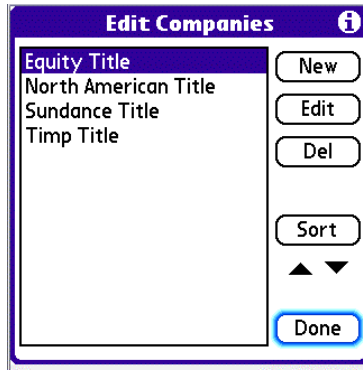 Edit Companies i
Equity Title
North American Title
Sundance Title
Timp Title
New
Edit
Del
Sort
Done